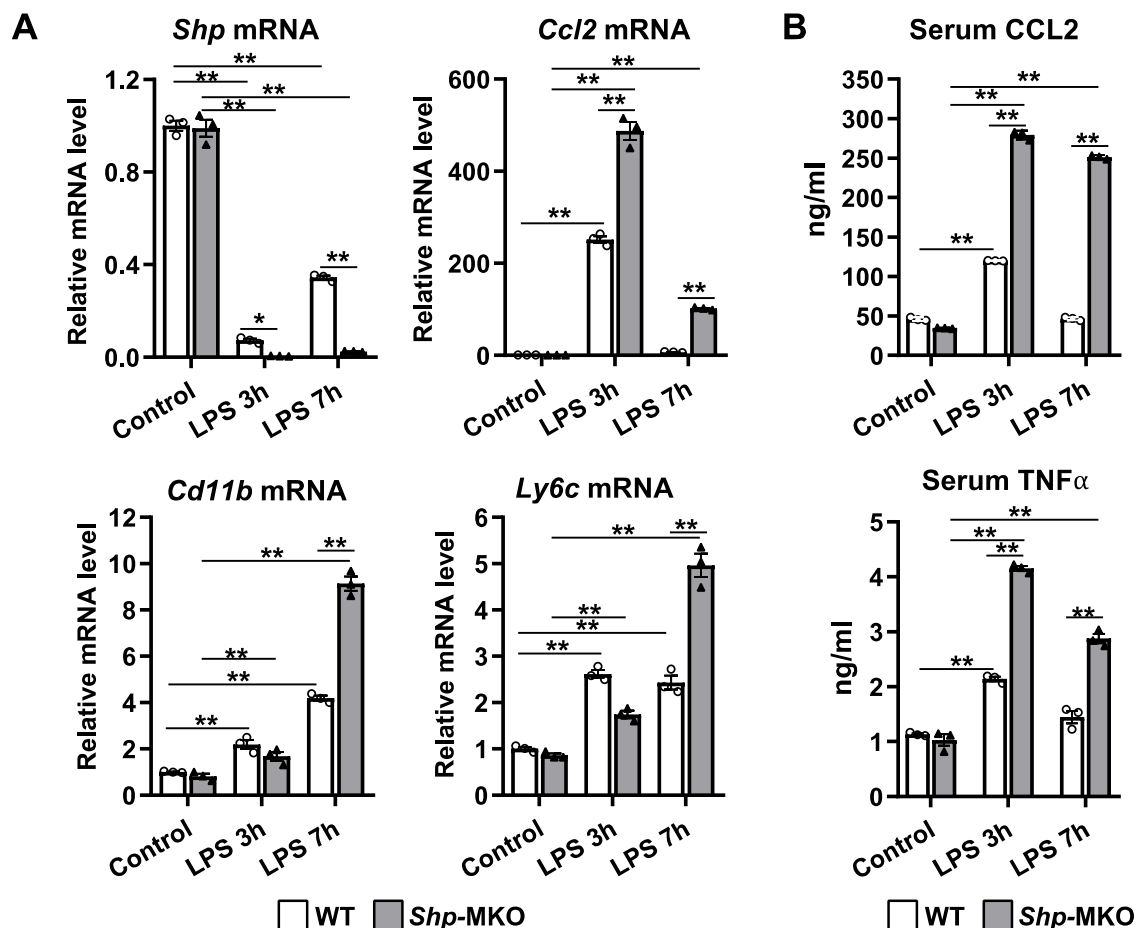 A
Shp mRNA
Relative mRNA level
1.2
0.8
0.4
0.0
**
**
**
**
*
**
Control
LPS 3h
LPS 7h
Ccl2 mRNA
Relative mRNA level
600
400
200
0
**
**
**
**
**
Control
LPS 3h
LPS 7h
B
Serum CCL2
ng/ml
350
300
250
200
150
100
50
0
**
**
**
**
**
Control
LPS 3h
LPS 7h
Cd11b mRNA
Relative mRNA level
12
10
8
6
4
2
0
**
**
**
**
**
Control
LPS 3h
LPS 7h
Ly6c mRNA
Relative mRNA level
6
5
4
3
2
1
0
**
**
**
**
**
Control
LPS 3h
LPS 7h
Serum TNFα
ng/ml
5
4
3
2
1
0
**
**
**
**
**
Control
LPS 3h
LPS 7h
WT
Shp-MKO
WT
Shp-MKO